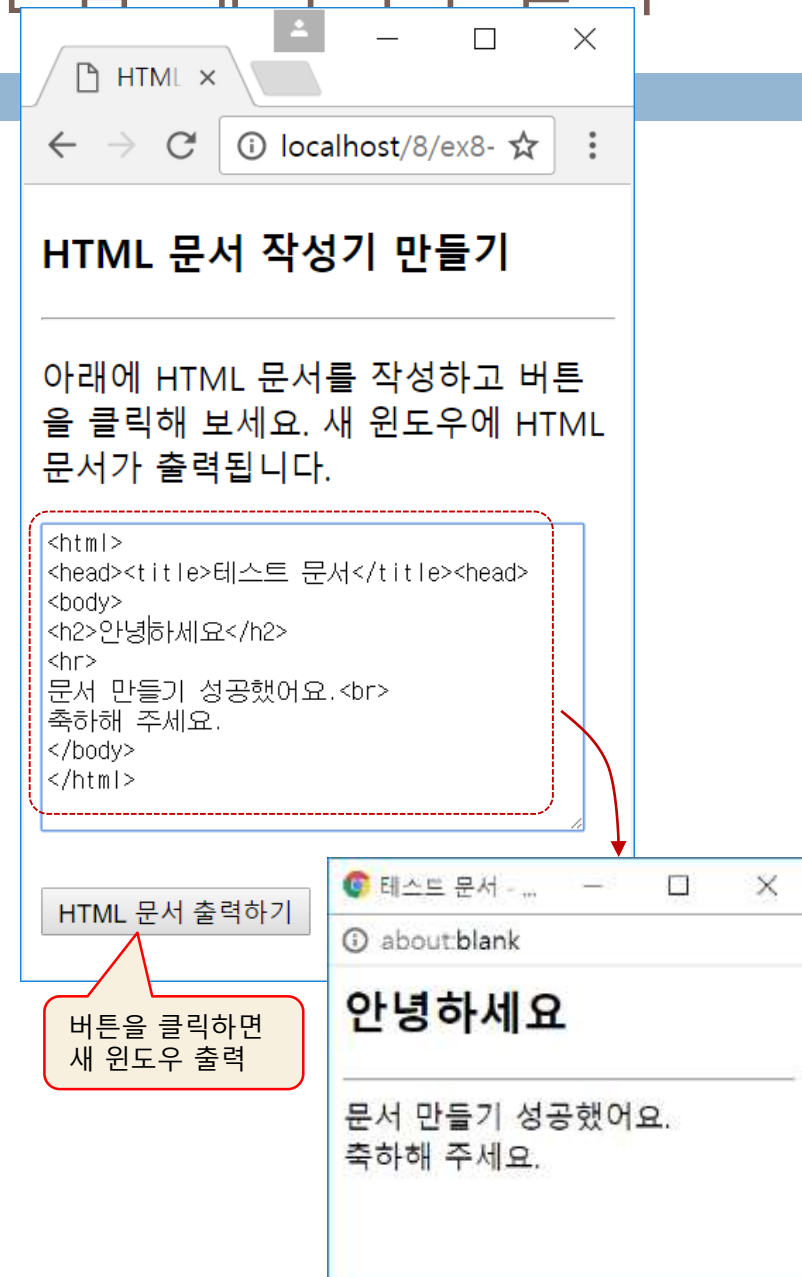 HTML
localhost/8/ex8-
HTML 문서 작성기 만들기
아래에 HTML 문서를 작성하고 버튼
을 클릭해 보세요. 새 윈도우에 HTML
문서가 출력됩니다.
<html>
<head><title>테스트 문서</title><head>
<body>
<h2>안녕하세요</h2>
<hr>
문서 만들기 성공했어요.<br>
축하해 주세요.
</body>
</html>
HTML 문서 출력하기
버튼을 클릭하면
새 윈도우 출력
테스트 문서 - ...
about:blank
안녕하세요
문서 만들기 성공했어요.
축하해 주세요.